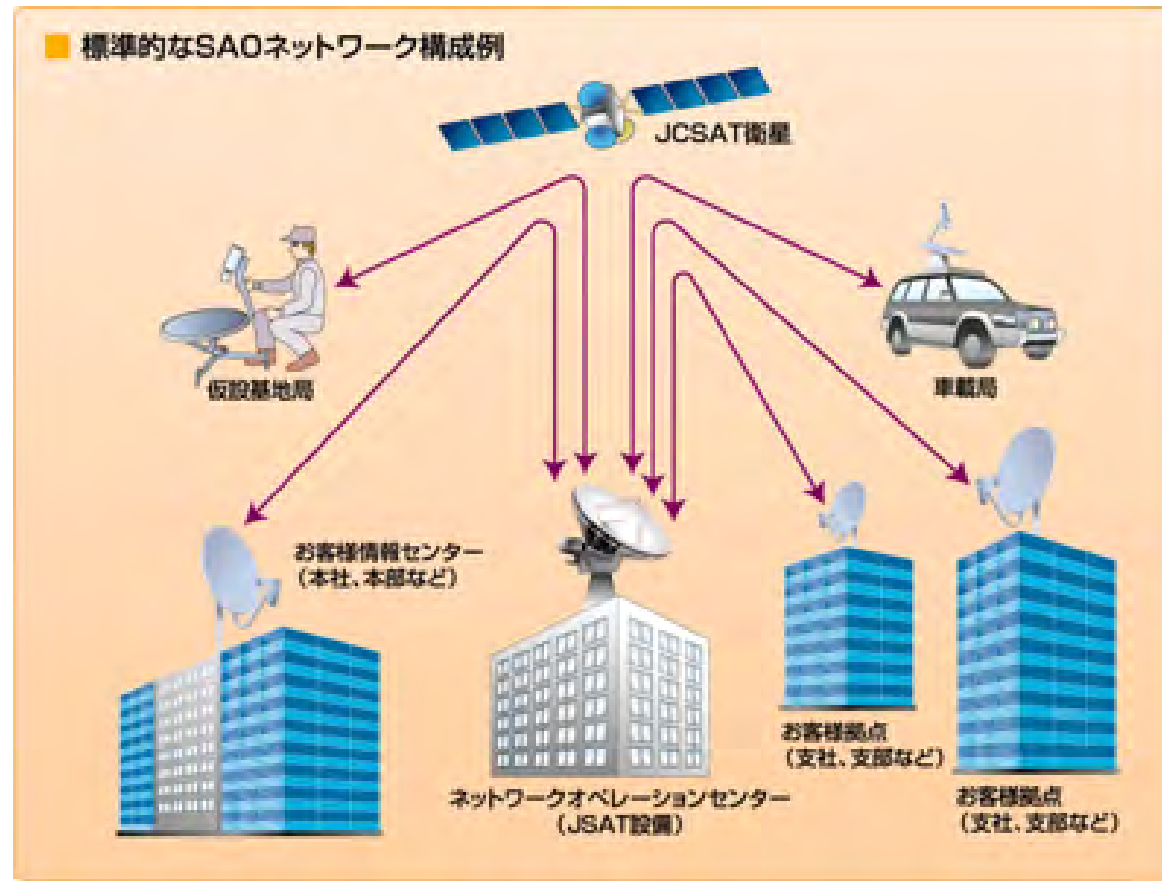 標準的なSAOネットワーク構成例
JCSAT衛星
仮設基地局
車載局
お客様情報センター
（本社、本部など）
お客様拠点
（支社、支部など）
ネットワークオペレーションセンター
（JSAT設備）
お客様拠点
（支社、支部など）